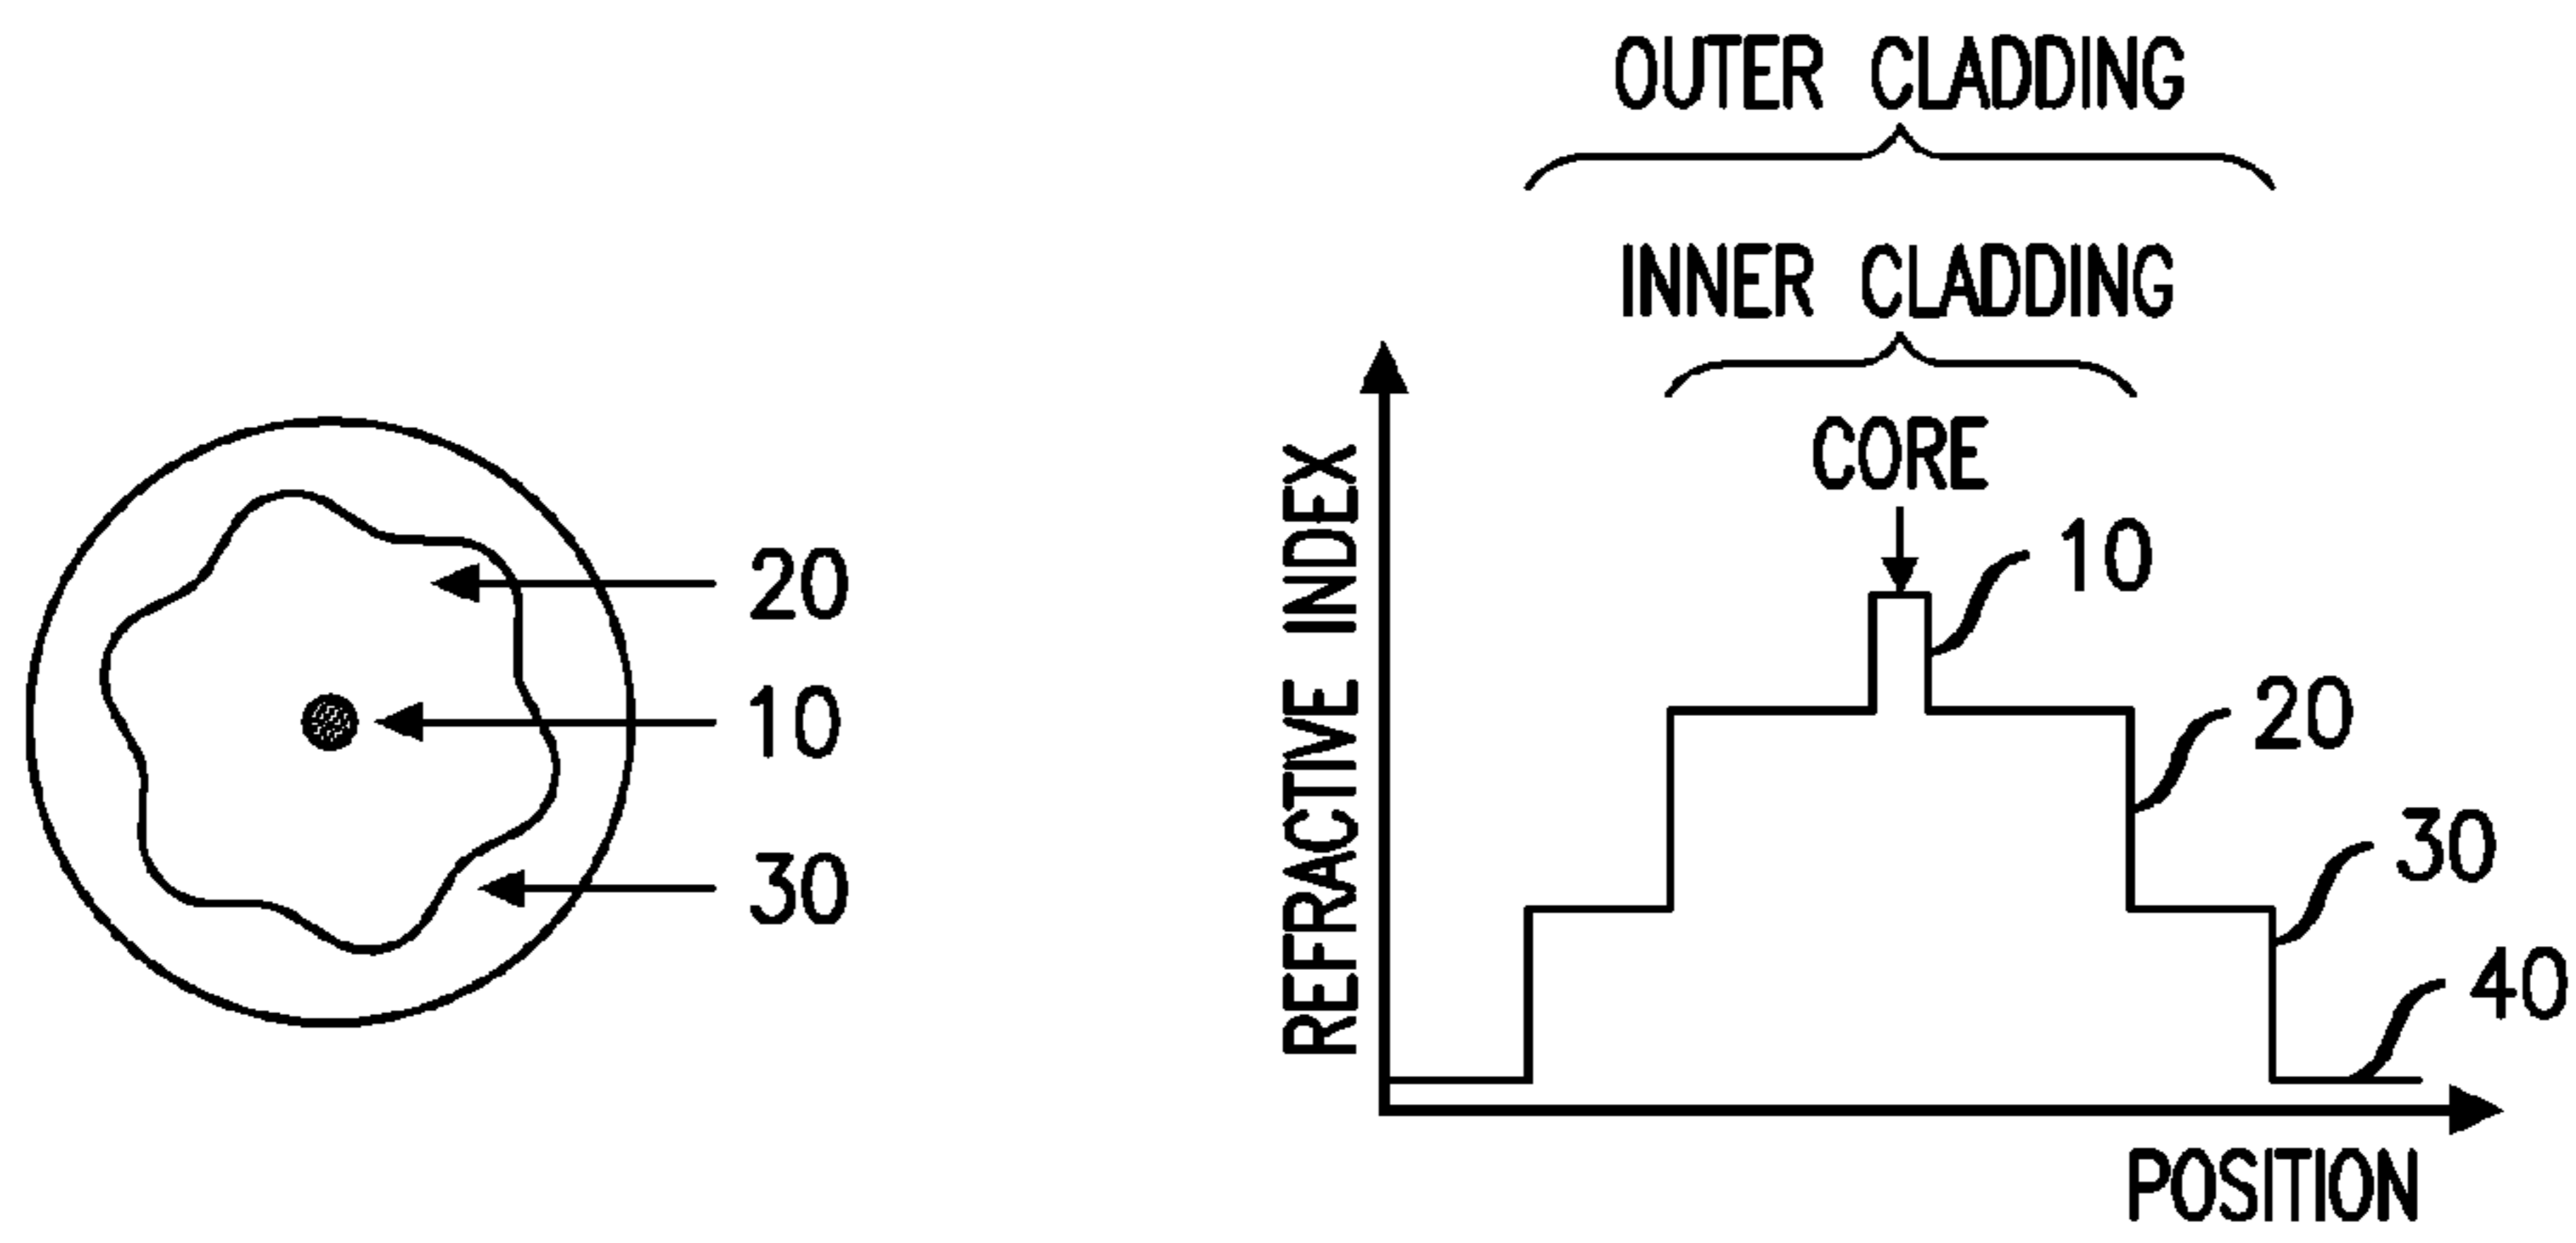 OUTER CLADDING
INNER CLADDING
CORE
10
20
30
40
REFRACTIVE INDEX
POSITION
20
10
30